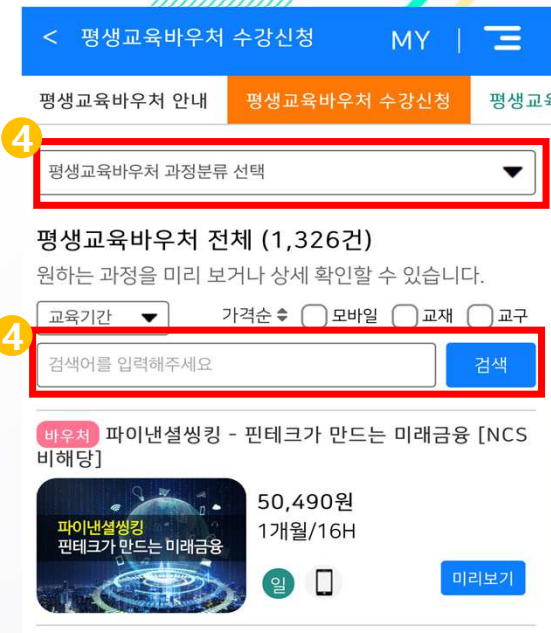 < 평생교육바우처 수강신청 MY |
평생교육바우처 안내 평생교육바우처 수강신청 평생교육
4
평생교육바우처 과정분류 선택
평생교육바우처 전체 (1,326건)
원하는 과정을 미리 보거나 상세 확인할 수 있습니다.
교육기간 가격순 모바일 교재 교구
4
검색어를 입력해주세요 검색
바우처 파이낸셜씽킹 - 핀테크가 만드는 미래금융 [NCS
비해당]
파이낸셜씽킹
핀테크가 만드는 미래금융
50,490원
1개월/16H
일 미리보기